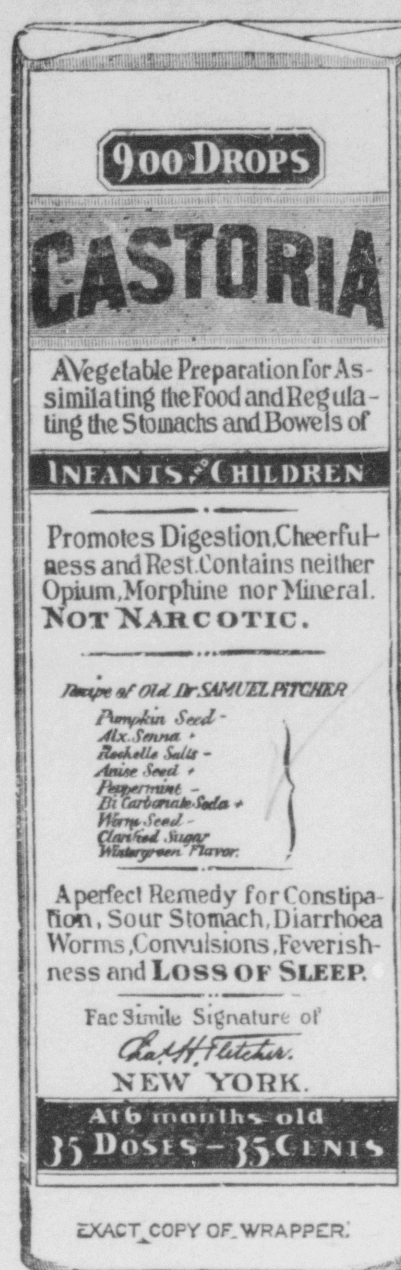 900 DROPS
CASTORIA
A Vegetable Preparation for As-
similating the Food and Regula-
ting the Stomachs and Bowels of
INFANTS AND CHILDREN
Promotes Digestion, Cheerful-
ness and Rest. Contains neither
Opium, Morphine nor Mineral.
NOT NARCOTIC.
Recipe of Old Dr. SAMUEL PITCHER
Pumpkin Seed -
Alx. Senna +
Rochelle Salts -
Anise Seed +
Peppermint -
Bi Carbonate Soda +
Worm Seed -
Clarified Sugar
Wintergreen Flavor.
A perfect Remedy for Constipa-
tion, Sour Stomach, Diarrhoea
Worms, Convulsions, Feverish-
ness and LOSS OF SLEEP.
Fac Simile Signature of
Chas. H. Fletcher.
NEW YORK.
At 6 months old
35 DOSES – 35 CENTS
EXACT COPY OF WRAPPER.